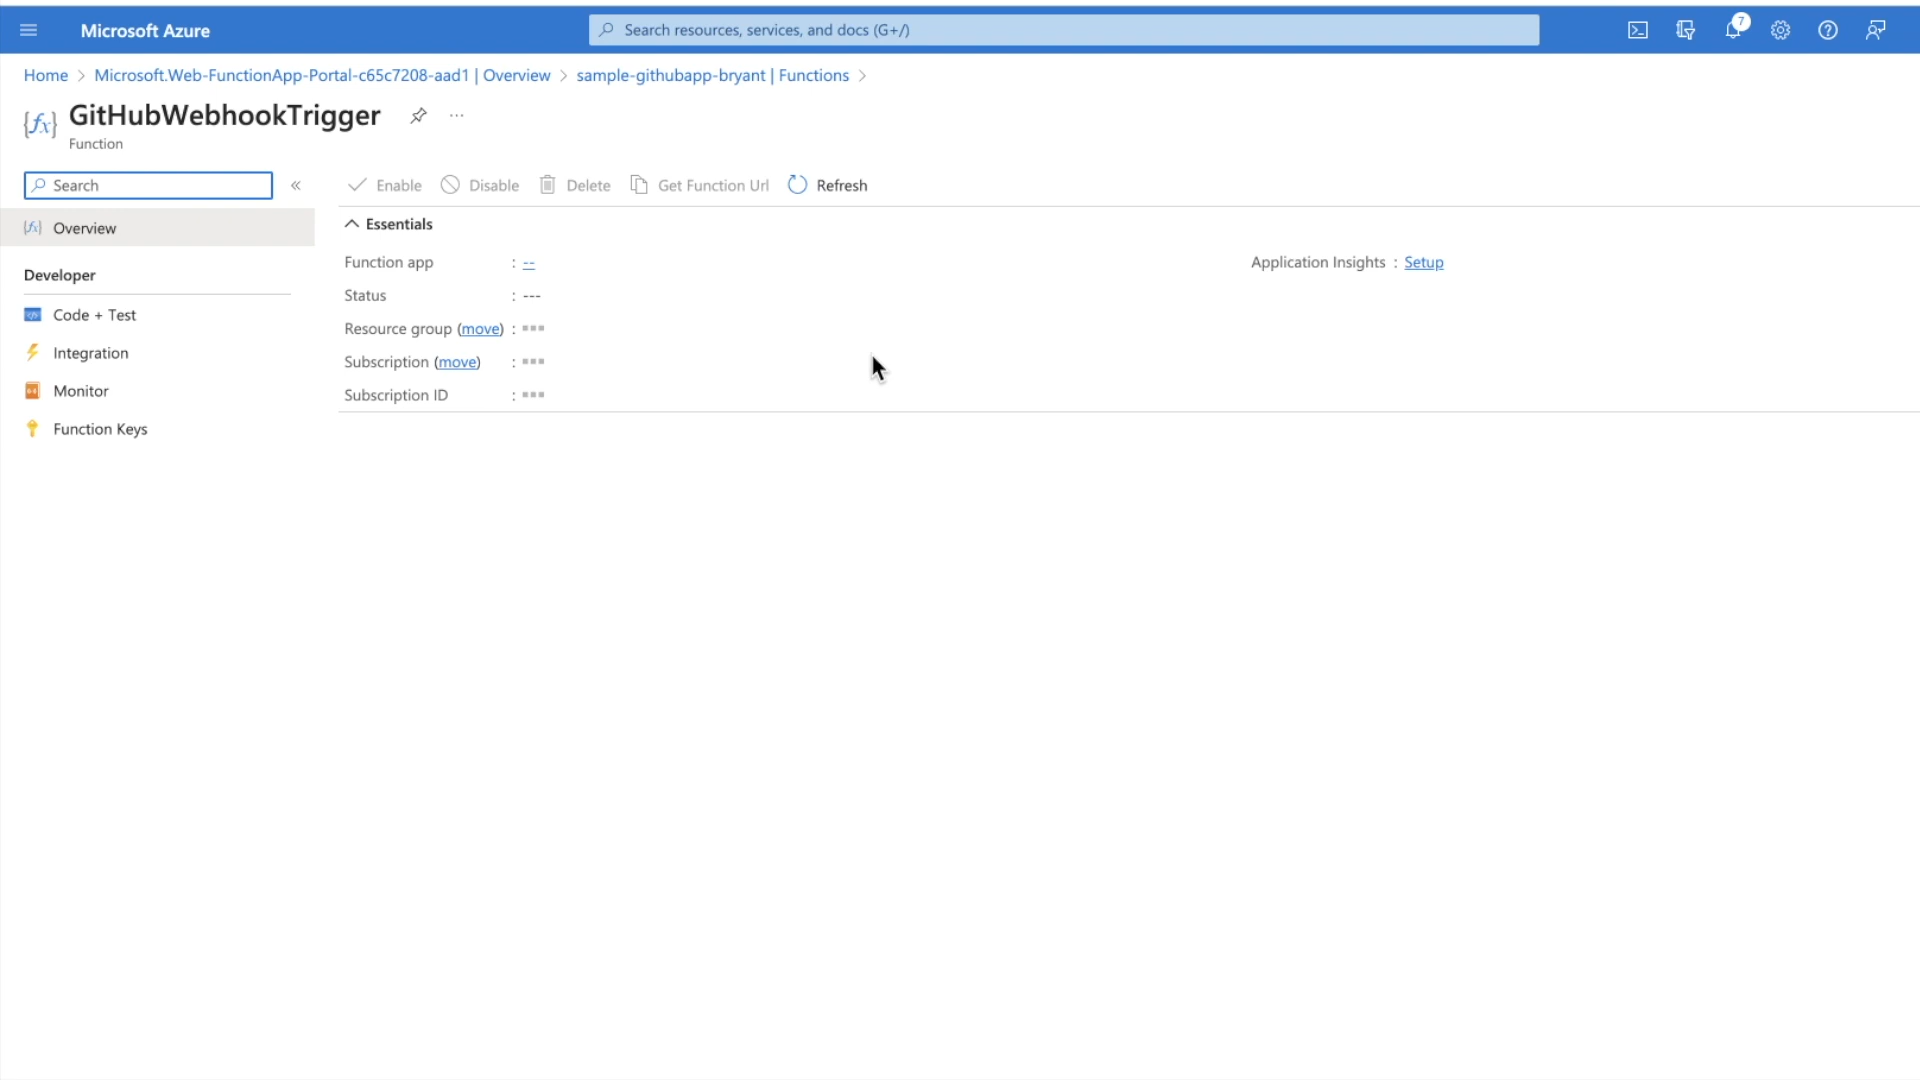 Microsoft Azure
Search resources, services, and docs (G+/)
7
Home > Microsoft.Web-FunctionApp-Portal-c65c7208-aad1 | Overview > sample-githubapp-bryant | Functions >
{fx} GitHubWebhookTrigger ...
Function
Search «
Enable Disable Delete Get Function Url Refresh
Overview
Essentials
Function app : --
Application Insights : Setup
Status : ---
Resource group (move) :
Subscription (move) :
Subscription ID :
Developer
Code + Test
Integration
Monitor
Function Keys